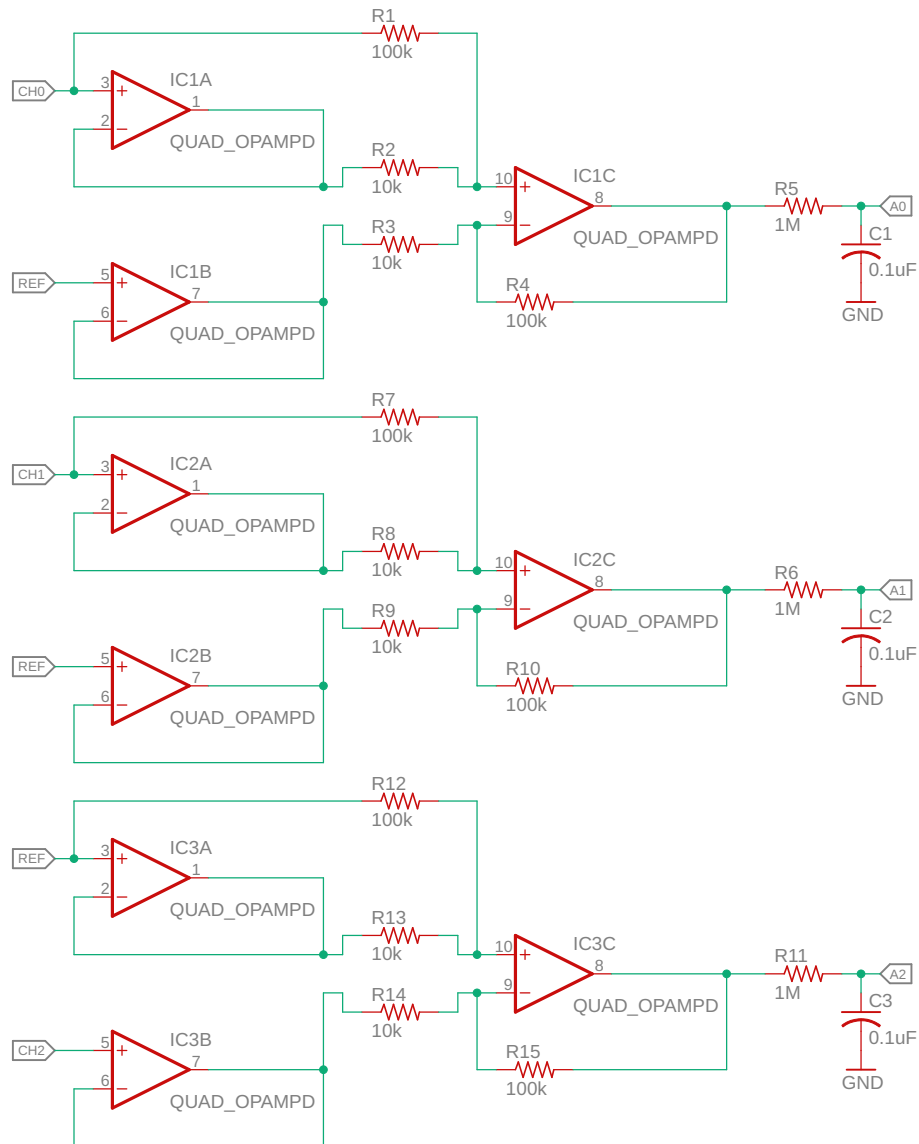 R1
100k
CH0
3
IC1A
1
2
QUAD_OPAMPD
R2
10k
10
IC1C
8
9
QUAD_OPAMPD
R5
1M
A0
C1
0.1uF
GND
R3
10k
REF
5
IC1B
7
6
QUAD_OPAMPD
R4
100k
R7
100k
CH1
3
IC2A
1
2
QUAD_OPAMPD
R8
10k
10
IC2C
8
9
QUAD_OPAMPD
R6
1M
A1
C2
0.1uF
GND
R9
10k
REF
5
IC2B
7
6
QUAD_OPAMPD
R10
100k
R12
100k
REF
3
IC3A
1
2
QUAD_OPAMPD
R13
10k
10
IC3C
8
9
QUAD_OPAMPD
R11
1M
A2
C3
0.1uF
GND
R14
10k
CH2
5
IC3B
7
6
QUAD_OPAMPD
R15
100k